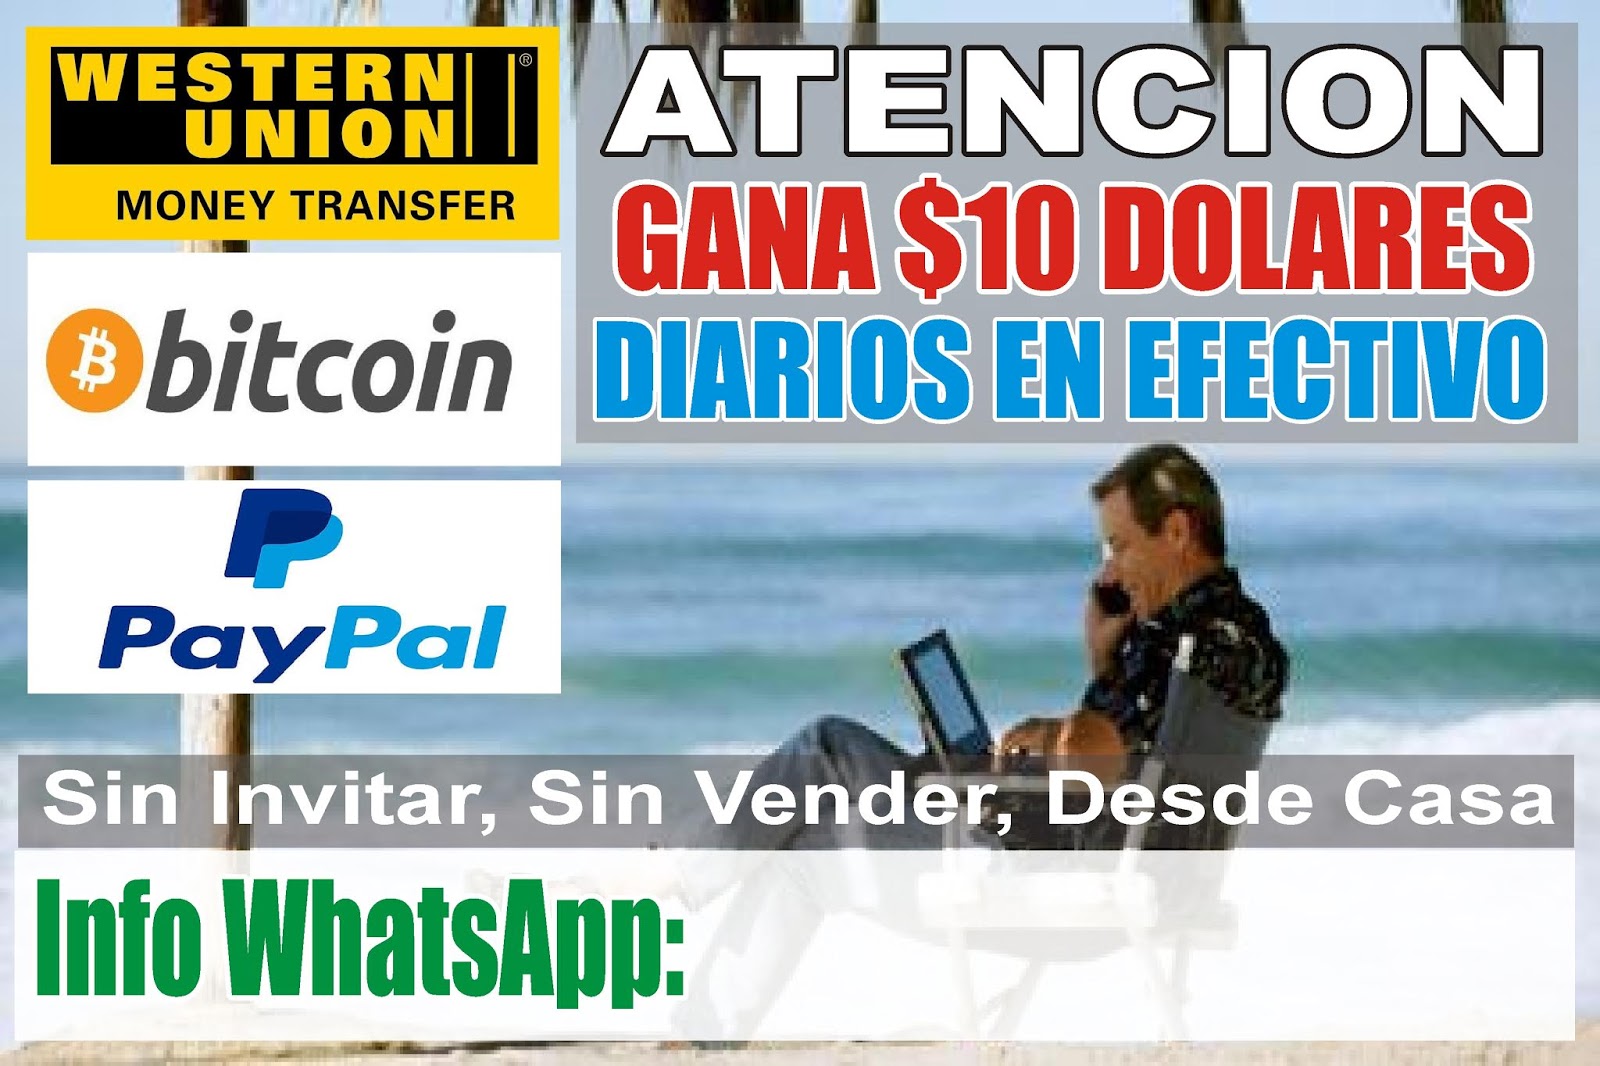 WESTERN
UNION
®
MONEY TRANSFER
bitcoin
PayPal
ATENCION
GANA $10 DOLARES
DIARIOS EN EFECTIVO
Sin Invitar, Sin Vender, Desde Casa
Info WhatsApp: